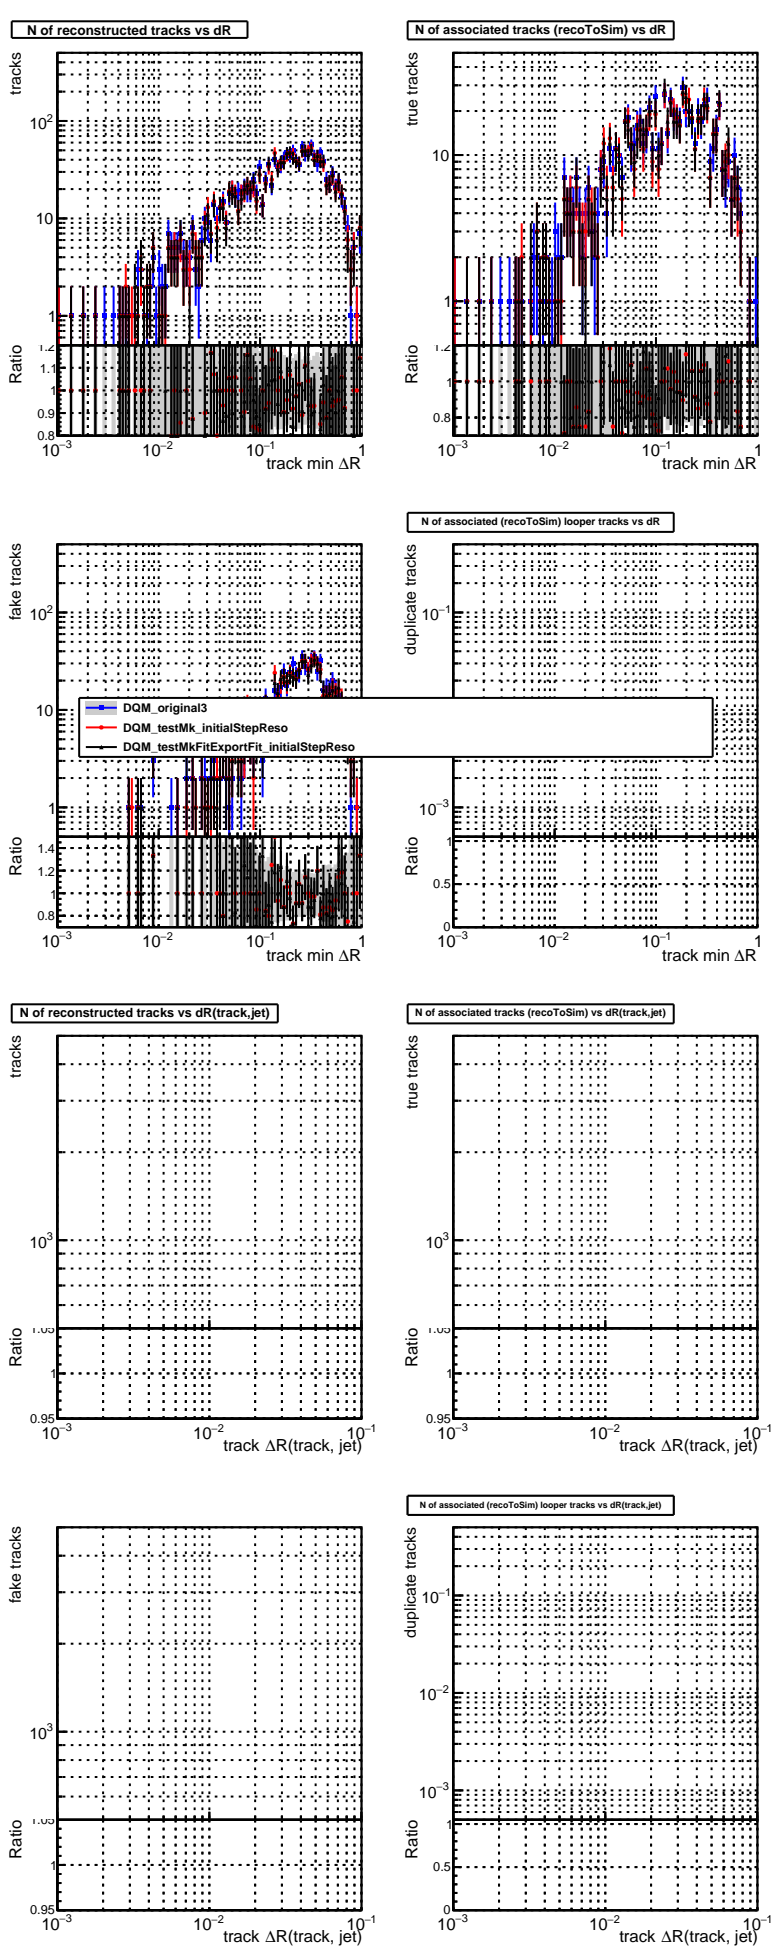 N of reconstructed tracks vs dR
tracks
10²
10
1
Ratio
1.2
1.1
1
0.9
0.8
10⁻³ 10⁻² 10⁻¹ 1
track min ΔR
N of associated tracks (recoToSim) vs dR
true tracks
10
1
Ratio
1.2
1
0.8
10⁻³ 10⁻² 10⁻¹ 1
track min ΔR
fake tracks
10²
10
1
Ratio
1.4
1.2
1
0.8
10⁻³ 10⁻² 10⁻¹ 1
track min ΔR
N of associated (recoToSim) looper tracks vs dR
duplicate tracks
10⁻¹
10⁻³
Ratio
1
0.5
0
10⁻³ 10⁻² 10⁻¹ 1
track min ΔR
DQM_original3
DQM_testMk_initialStepReso
DQM_testMkFitExportFit_initialStepReso
N of reconstructed tracks vs dR(track,jet)
tracks
10³
Ratio
1.05
1
0.95
10⁻³ 10⁻² 10⁻¹
track ΔR(track, jet)
N of associated tracks (recoToSim) vs dR(track,jet)
true tracks
10³
Ratio
1.05
1
0.95
10⁻³ 10⁻² 10⁻¹
track ΔR(track, jet)
fake tracks
10³
Ratio
1.05
1
0.95
10⁻³ 10⁻² 10⁻¹
track ΔR(track, jet)
N of associated (recoToSim) looper tracks vs dR(track,jet)
duplicate tracks
10⁻¹
10⁻²
10⁻³
Ratio
1
0.5
0
10⁻³ 10⁻² 10⁻¹
track ΔR(track, jet)